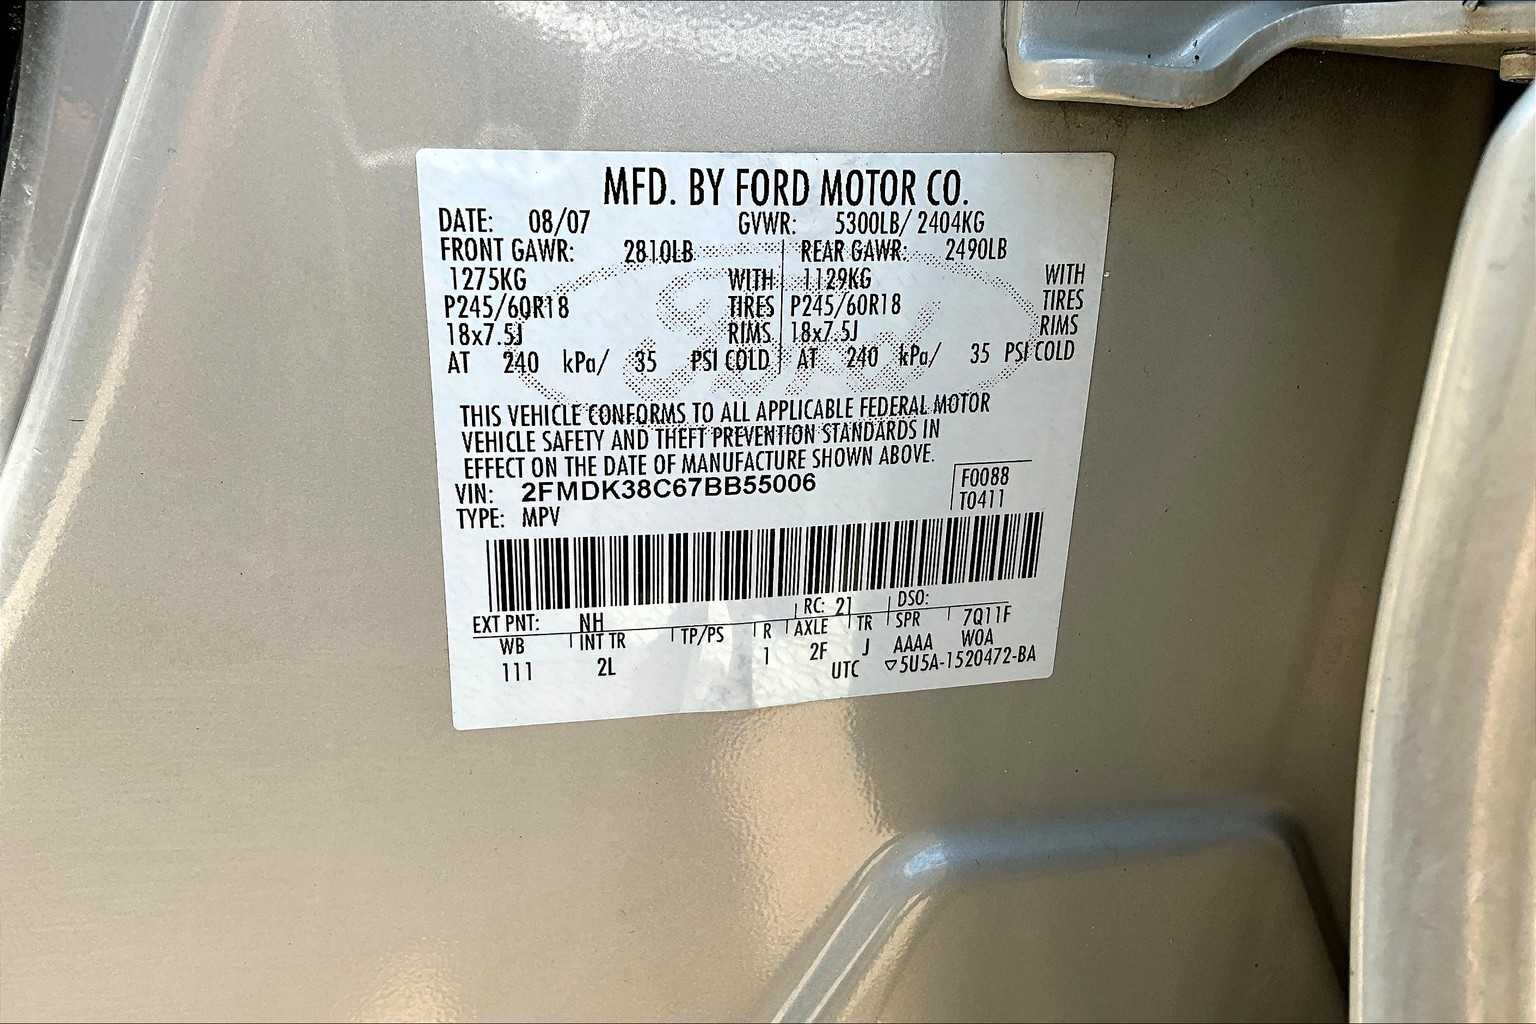 MFD. BY FORD MOTOR CO.
DATE: 08/07 GVWR: 5300LB/ 2404KG
FRONT GAWR: 2810LB REAR GAWR: 2490LB
1275KG WITH 1129KG WITH
P245/60R18 TIRES P245/60R18 TIRES
18x7.5J RIMS 18x7.5J RIMS
AT 240 kPa/ 35 PSI COLD AT 240 kPa/ 35 PSI COLD
Ford
THIS VEHICLE CONFORMS TO ALL APPLICABLE FEDERAL MOTOR
VEHICLE SAFETY AND THEFT PREVENTION STANDARDS IN
EFFECT ON THE DATE OF MANUFACTURE SHOWN ABOVE.
VIN: 2FMDK38C67BB55006 F0088
TYPE: MPV T0411
EXT PNT: NH RC: 21 DSO:
WB INT TR TP/PS R AXLE TR SPR 7Q11F
111 2L 1 2F J AAAA WOA
UTC ▽5U5A-1520472-BA